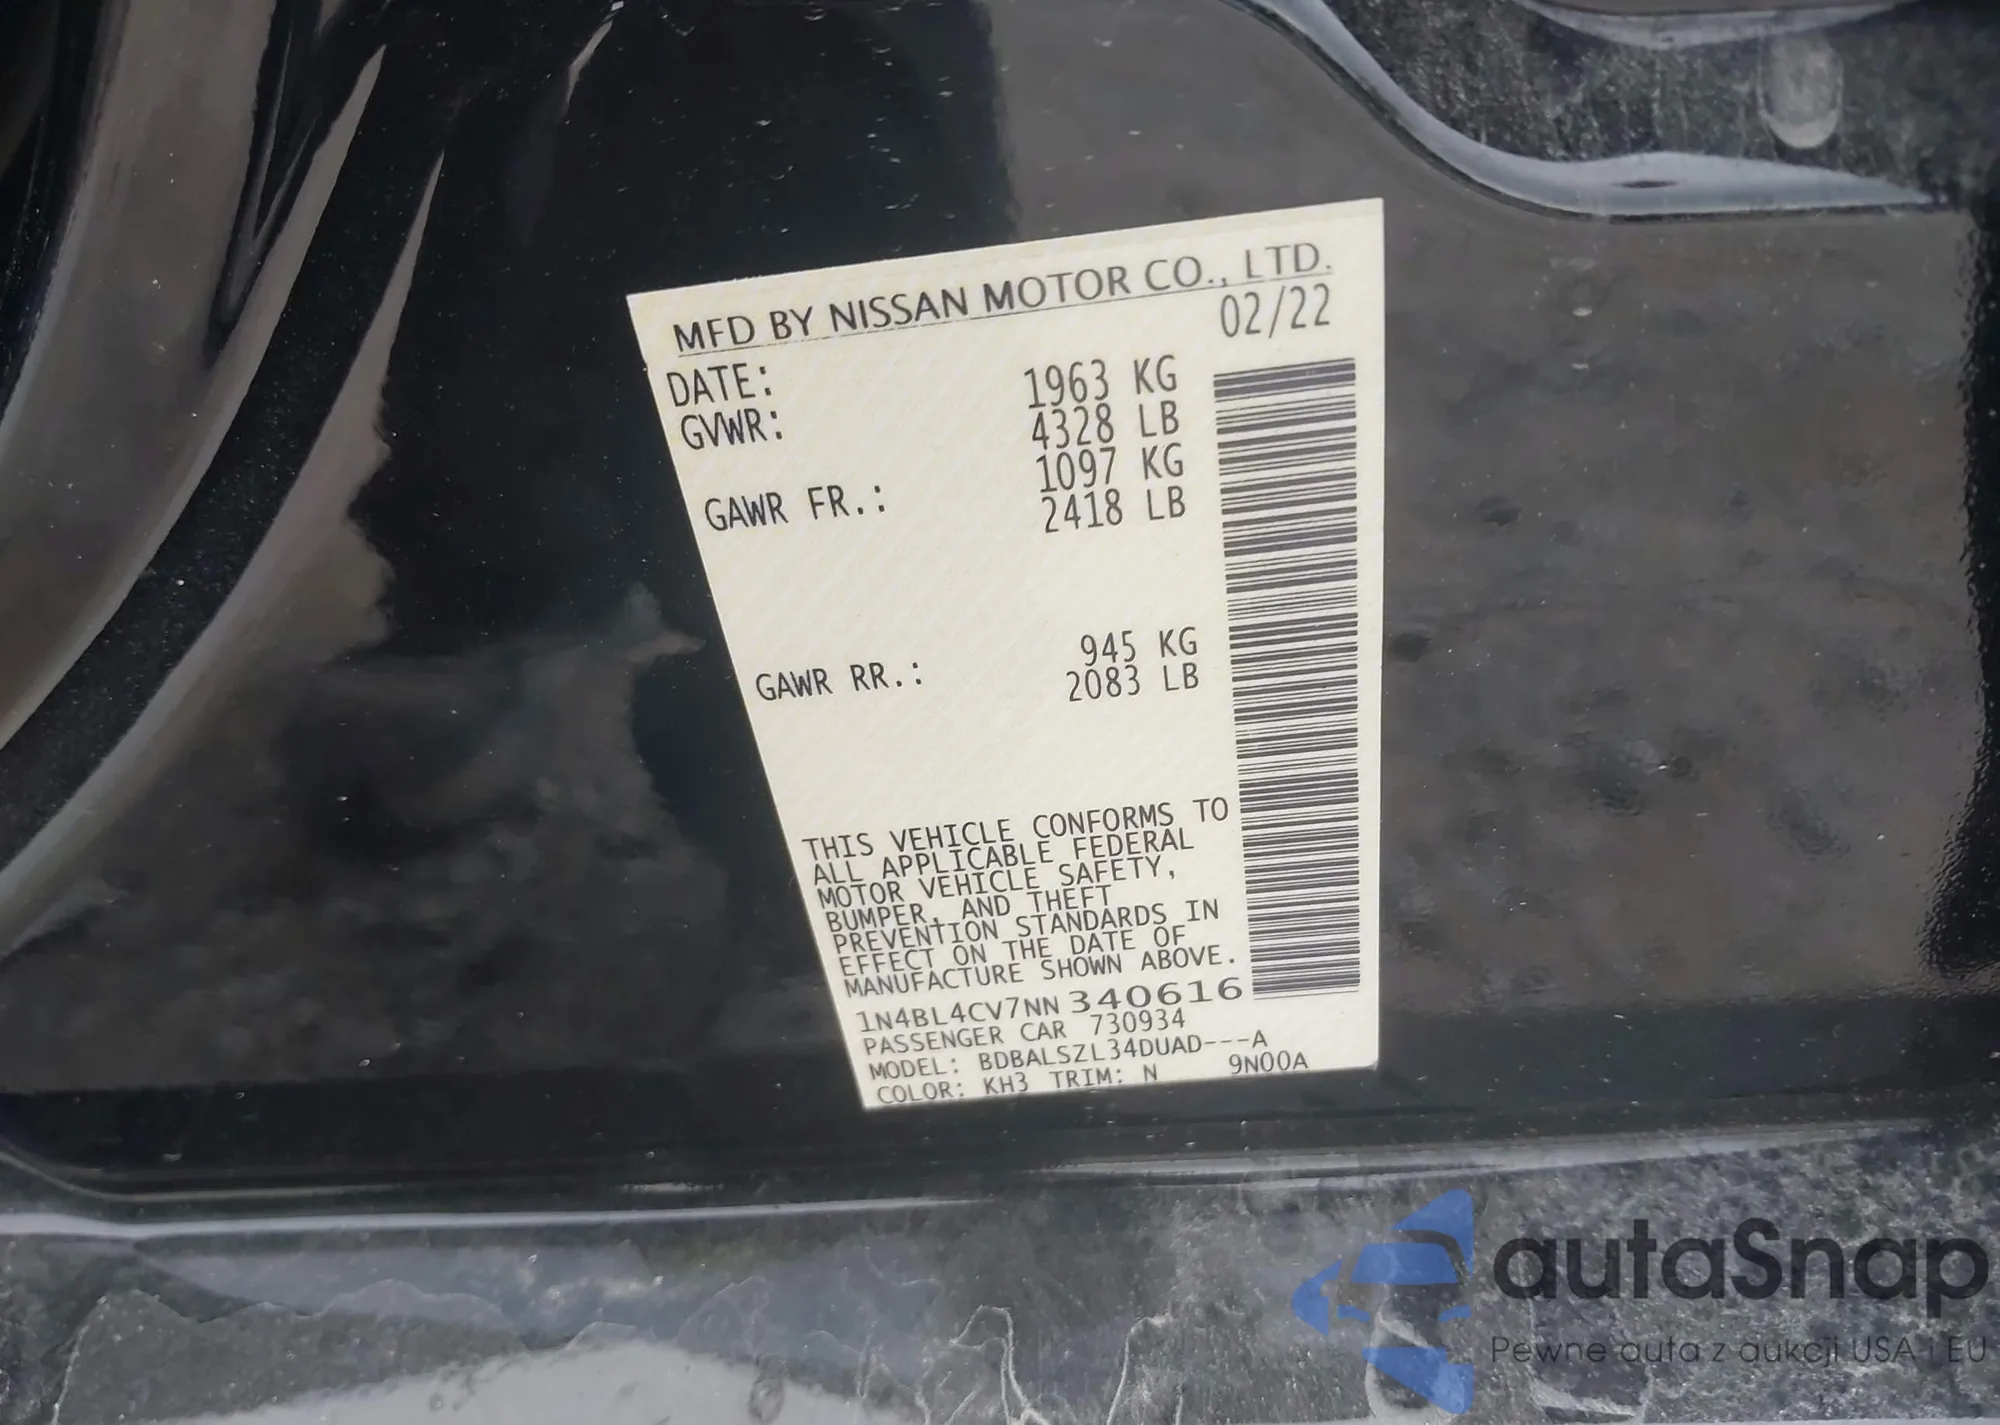 MFD BY NISSAN MOTOR CO., LTD.
DATE: 02/22
GVWR: 1963 KG
4328 LB
GAWR FR.: 1097 KG
2418 LB
GAWR RR.: 945 KG
2083 LB
THIS VEHICLE CONFORMS TO
ALL APPLICABLE FEDERAL
MOTOR VEHICLE SAFETY,
BUMPER, AND THEFT
PREVENTION STANDARDS IN
EFFECT ON THE DATE OF
MANUFACTURE SHOWN ABOVE.
1N4BL4CV7NN340616
PASSENGER CAR 730934
MODEL: BDBALSZL34DUAD---A
COLOR: KH3 TRIM: N 9N00A
autaSnap
Pewne auta z aukcji USA i EU